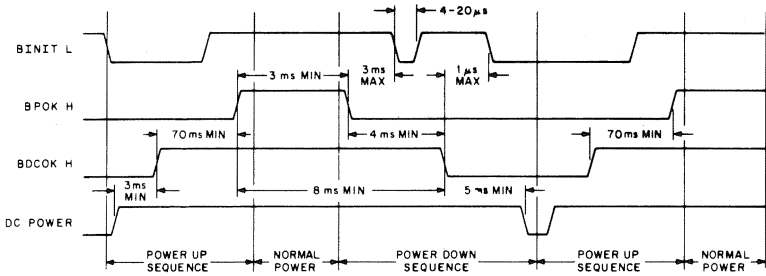 4-20μs
BINIT L
3 ms MIN
3 ms MAX
1 μs MAX
BPOK H
70 ms MIN
4 ms MIN
70 ms MIN
BDCOK H
3 ms MIN
8 ms MIN
5 ms MIN
DC POWER
POWER UP SEQUENCE
NORMAL POWER
POWER DOWN SEQUENCE
POWER UP SEQUENCE
NORMAL POWER